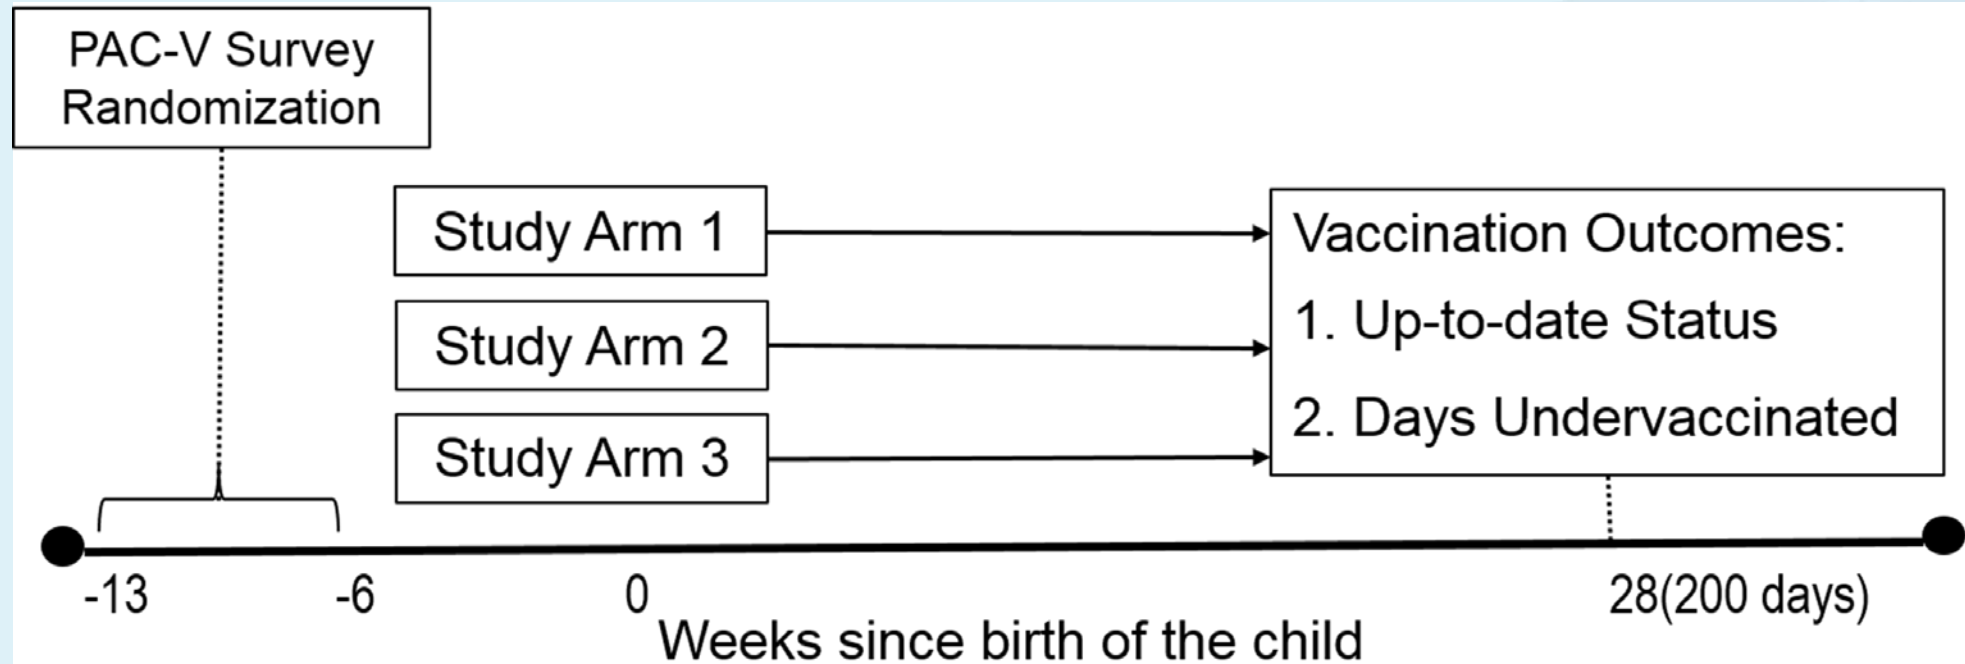 PAC-V Survey
Randomization
Study Arm 1
Study Arm 2
Study Arm 3
Vaccination Outcomes:
1. Up-to-date Status
2. Days Undervaccinated
-13
-6
0
28(200 days)
Weeks since birth of the child